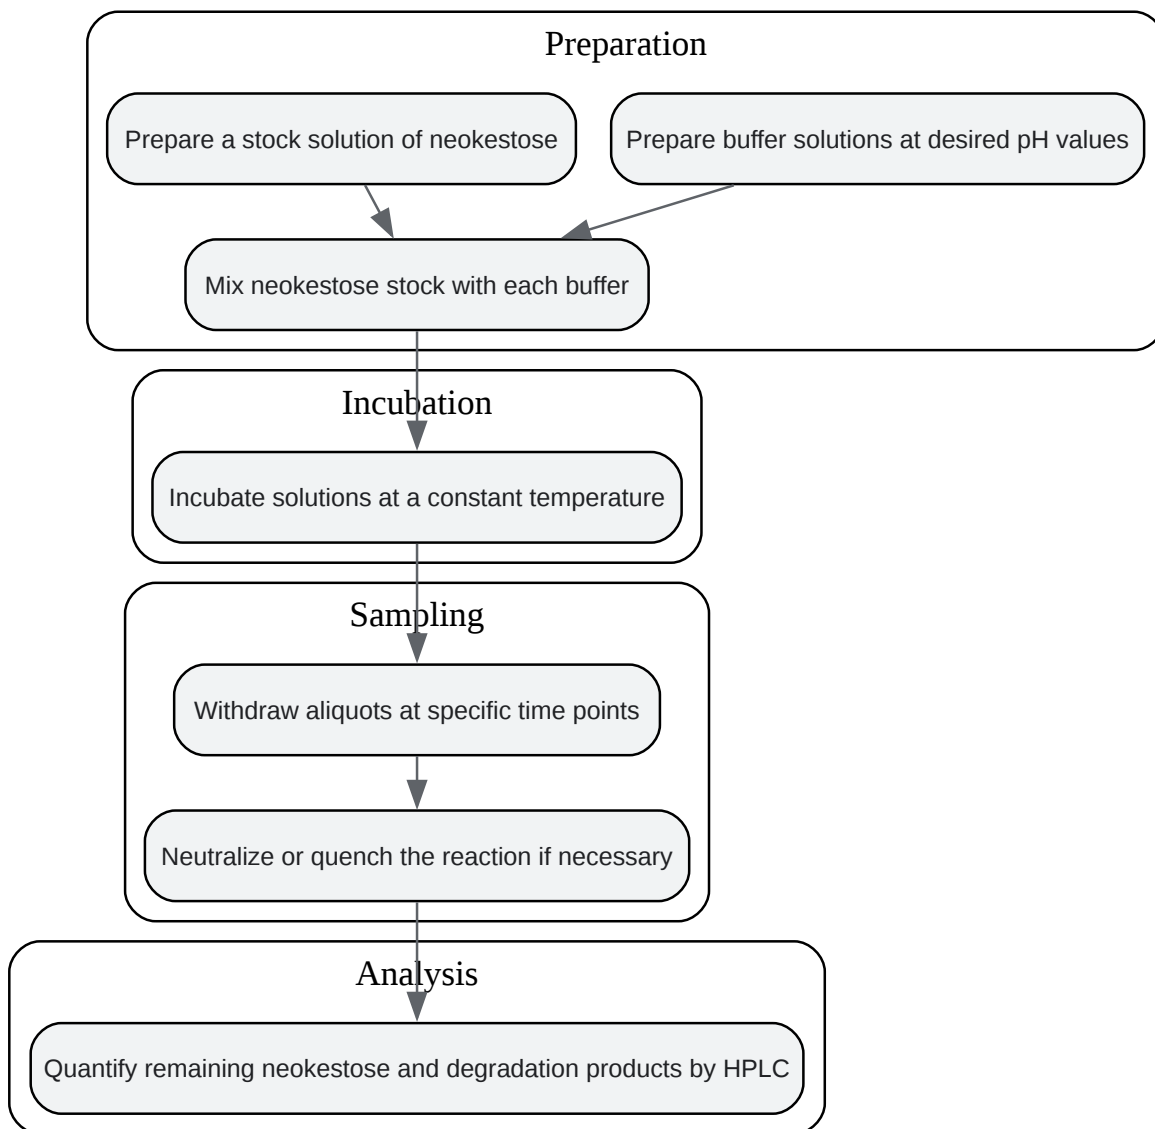 Preparation
Prepare a stock solution of neokestose
Prepare buffer solutions at desired pH values
Mix neokestose stock with each buffer
Incubation
Incubate solutions at a constant temperature
Sampling
Withdraw aliquots at specific time points
Neutralize or quench the reaction if necessary
Analysis
Quantify remaining neokestose and degradation products by HPLC